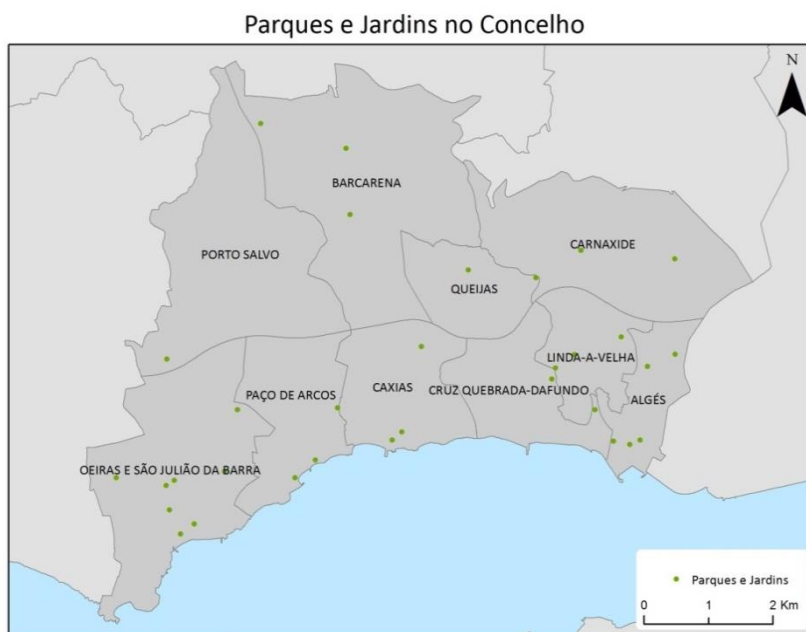 Parques e Jardins no Concelho
N
BARCARENA
CARNAXIDE
PORTO SALVO
QUEIJAS
LINDA-A-VELHA
PAÇO DE ARCOS
CAXIAS
CRUZ QUEBRADA-DAFUNDO
ALGÉS
OEIRAS E SÃO JULIÃO DA BARRA
Parques e Jardins
0 1 2 Km